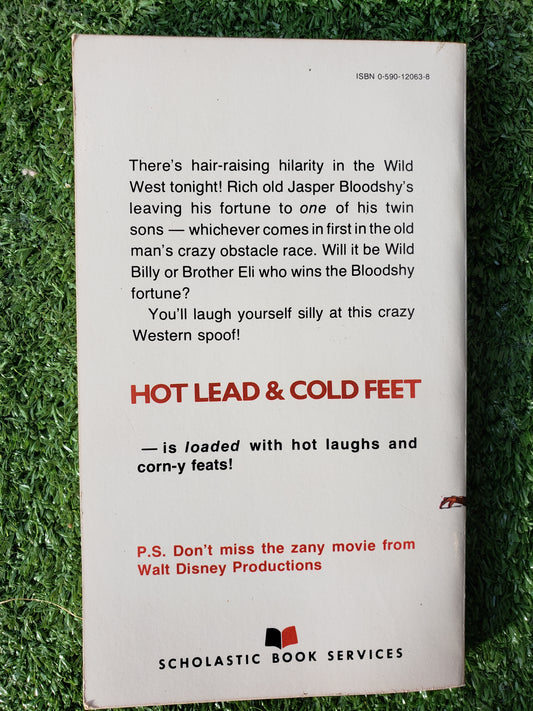 ISBN 0-590-12063-8
There's hair-raising hilarity in the Wild
West tonight! Rich old Jasper Bloodshy's
leaving his fortune to one of his twin
sons — whichever comes in first in the old
man's crazy obstacle race. Will it be Wild
Billy or Brother Eli who wins the Bloodshy
fortune?
You'll laugh yourself silly at this crazy
Western spoof!
HOT LEAD & COLD FEET
— is loaded with hot laughs and
corn-y feats!
P.S. Don't miss the zany movie from
Walt Disney Productions
SCHOLASTIC BOOK SERVICES